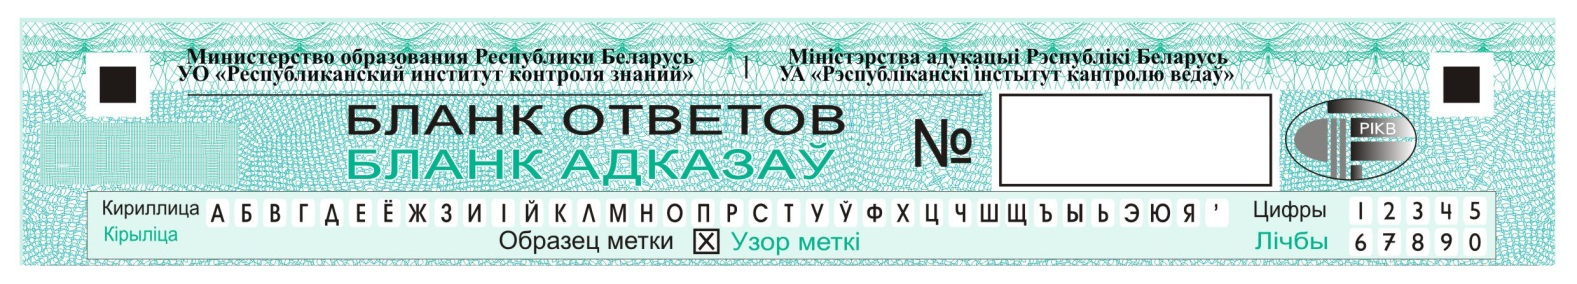 Министерство образования Республики Беларусь | Міністэрства адукацыі Рэспублікі Беларусь
УО «Республиканский институт контроля знаний» УА «Рэспубліканскі інстытут кантролю ведаў»
БЛАНК ОТВЕТОВ
БЛАНК АДКАЗАЎ
№
РІКВ
Кириллица А Б В Г Д Е Ё Ж З И І Й К Л М Н О П Р С Т У Ў Ф Х Ц Ч Ш Щ Ъ Ы Ь Э Ю Я ’ Цифры 1 2 3 4 5
Кірыліца Образец метки X Узор меткі Лічбы 6 7 8 9 0